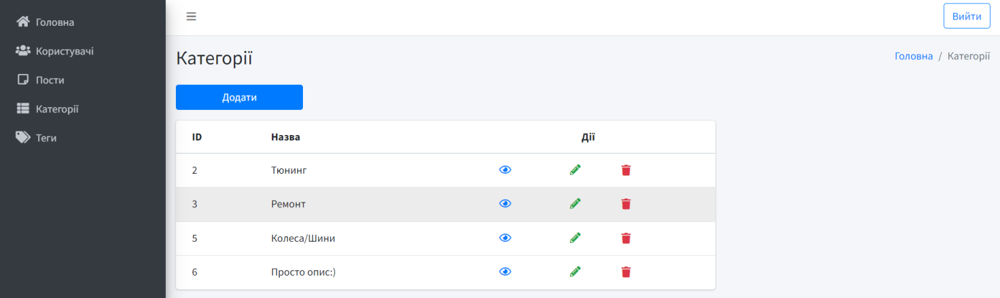 Головна
Користувачі
Пости
Категорії
Теги
Вийти
Категорії
Головна / Категорії
Додати
ID Назва Дії
2 Тюнинг
3 Ремонт
5 Колеса/Шини
6 Просто опис:)